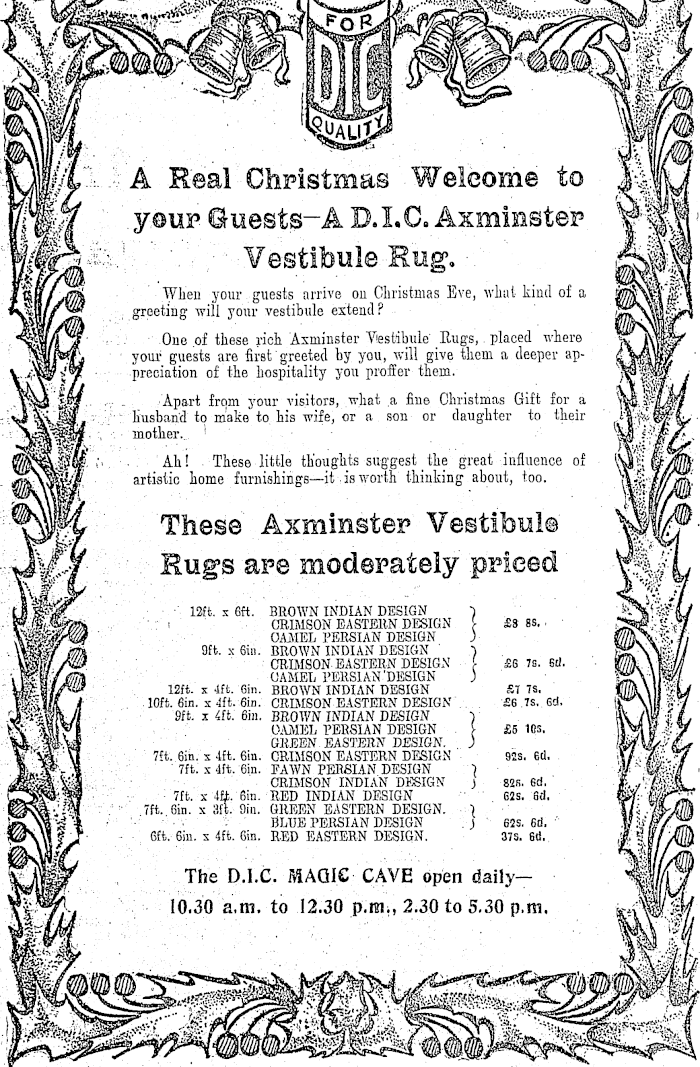 FOR
DIC
QUALITY
A Real Christmas Welcome to
your Guests—A D.I.C. Axminster
Vestibule Rug.
When your guests arrive on Christmas Eve, what kind of a
greeting will your vestibule extend?
One of these rich Axminster Vestibule Rugs, placed where
your guests are first greeted by you, will give them a deeper ap-
preciation of the hospitality you proffer them.
Apart from your visitors, what a fine Christmas Gift for a
husband to make to his wife, or a son or daughter to their
mother.
Ah! These little thoughts suggest the great influence of
artistic home furnishings—it is worth thinking about, too.
These Axminster Vestibule
Rugs are moderately priced
12ft. x 6ft. BROWN INDIAN DESIGN
CRIMSON EASTERN DESIGN £8 8s.
CAMEL PERSIAN DESIGN
9ft. x 6in. BROWN INDIAN DESIGN
CRIMSON EASTERN DESIGN £6 7s. 6d.
CAMEL PERSIAN DESIGN
12ft. x 4ft. 6in. BROWN INDIAN DESIGN £7 7s.
10ft. 6in. x 4ft. 6in. CRIMSON EASTERN DESIGN £6 7s. 6d.
9ft. x 4ft. 6in. BROWN INDIAN DESIGN
CAMEL PERSIAN DESIGN £5 10s.
GREEN EASTERN DESIGN.
7ft. 6in. x 4ft. 6in. CRIMSON EASTERN DESIGN 92s. 6d.
7ft. x 4ft. 6in. FAWN PERSIAN DESIGN
CRIMSON INDIAN DESIGN 82s. 6d.
7ft. x 4ft. 6in. RED INDIAN DESIGN 62s. 6d.
7ft. 6in. x 3ft. 9in. GREEN EASTERN DESIGN.
BLUE PERSIAN DESIGN 62s. 6d.
6ft. 6in. x 4ft. 6in. RED EASTERN DESIGN. 37s. 6d.
The D.I.C. MAGIC CAVE open daily—
10.30 a.m. to 12.30 p.m., 2.30 to 5.30 p.m.